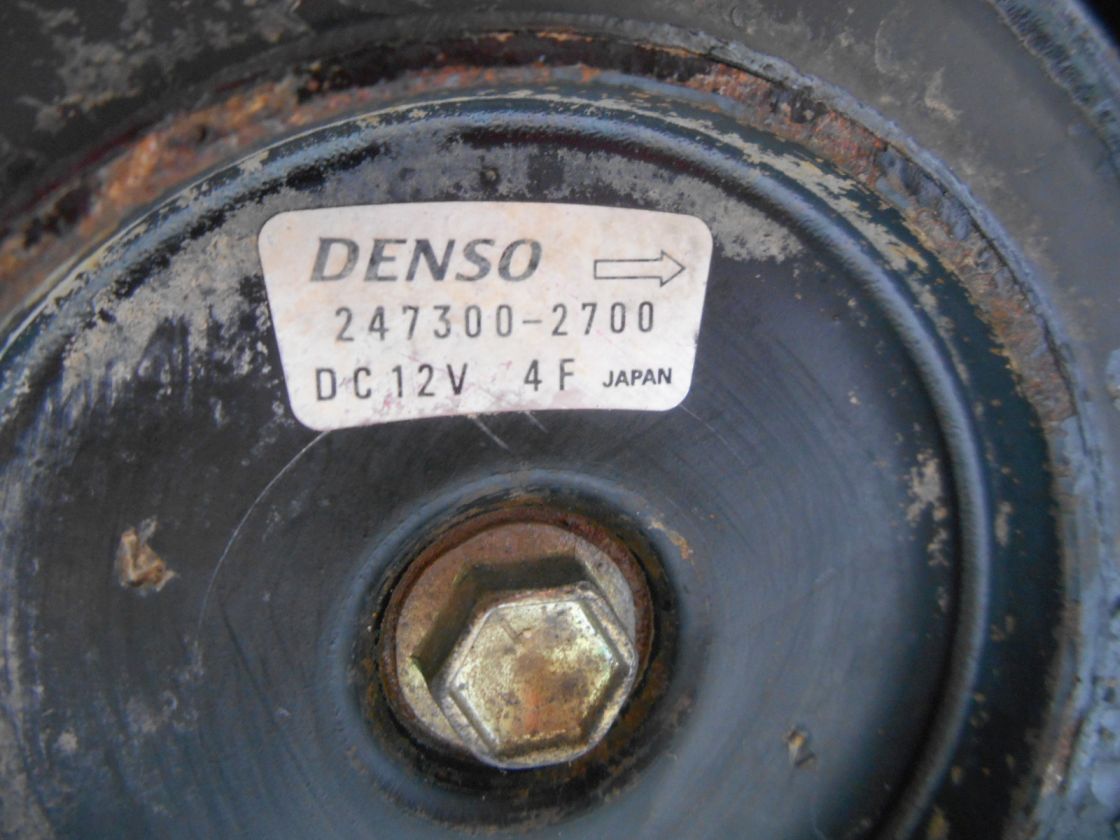 DENSO
247300-2700
DC12V 4F JAPAN